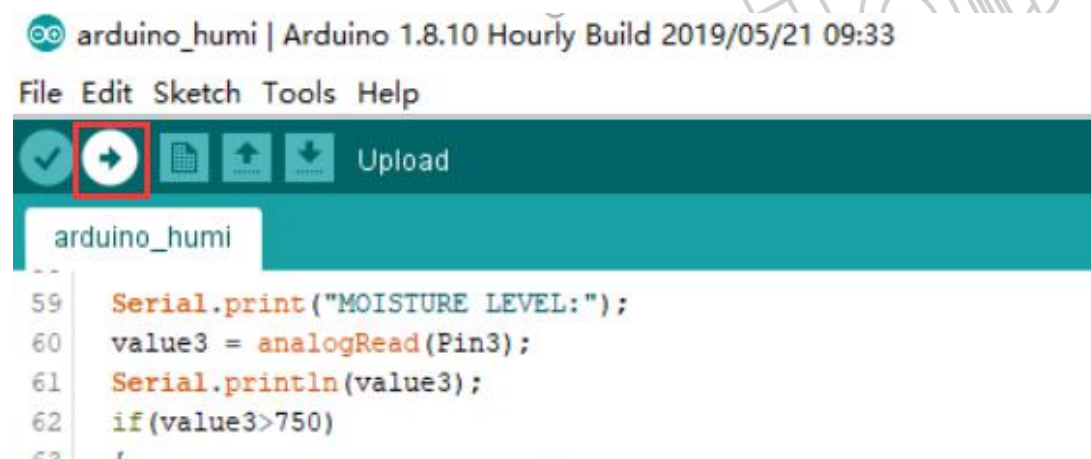 arduino_humi | Arduino 1.8.10 Hourly Build 2019/05/21 09:33
File Edit Sketch Tools Help
Upload
arduino_humi
59 Serial.print("MOISTURE LEVEL:");
60 value3 = analogRead(Pin3);
61 Serial.println(value3);
62 if(value3>750)